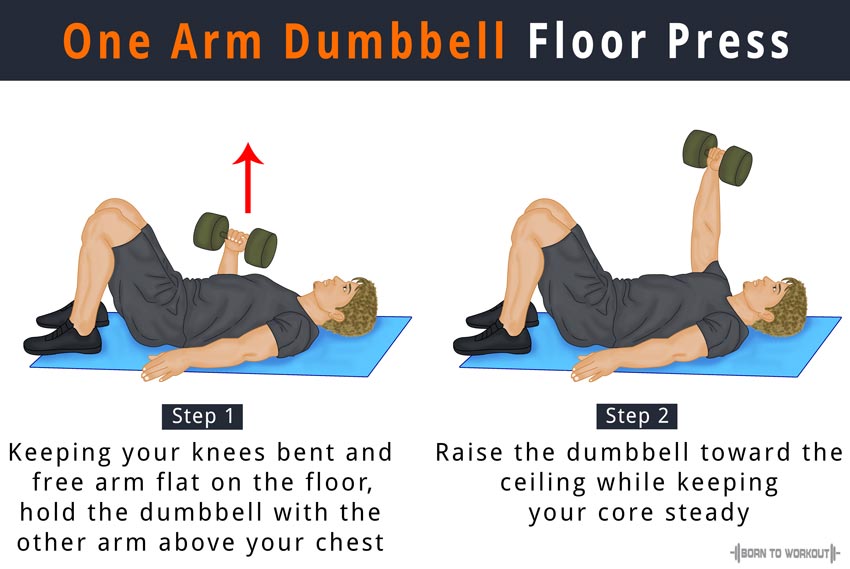 One Arm Dumbbell Floor Press
Step 1
Keeping your knees bent and
free arm flat on the floor,
hold the dumbbell with the
other arm above your chest
Step 2
Raise the dumbbell toward the
ceiling while keeping
your core steady
BORN TO WORKOUT